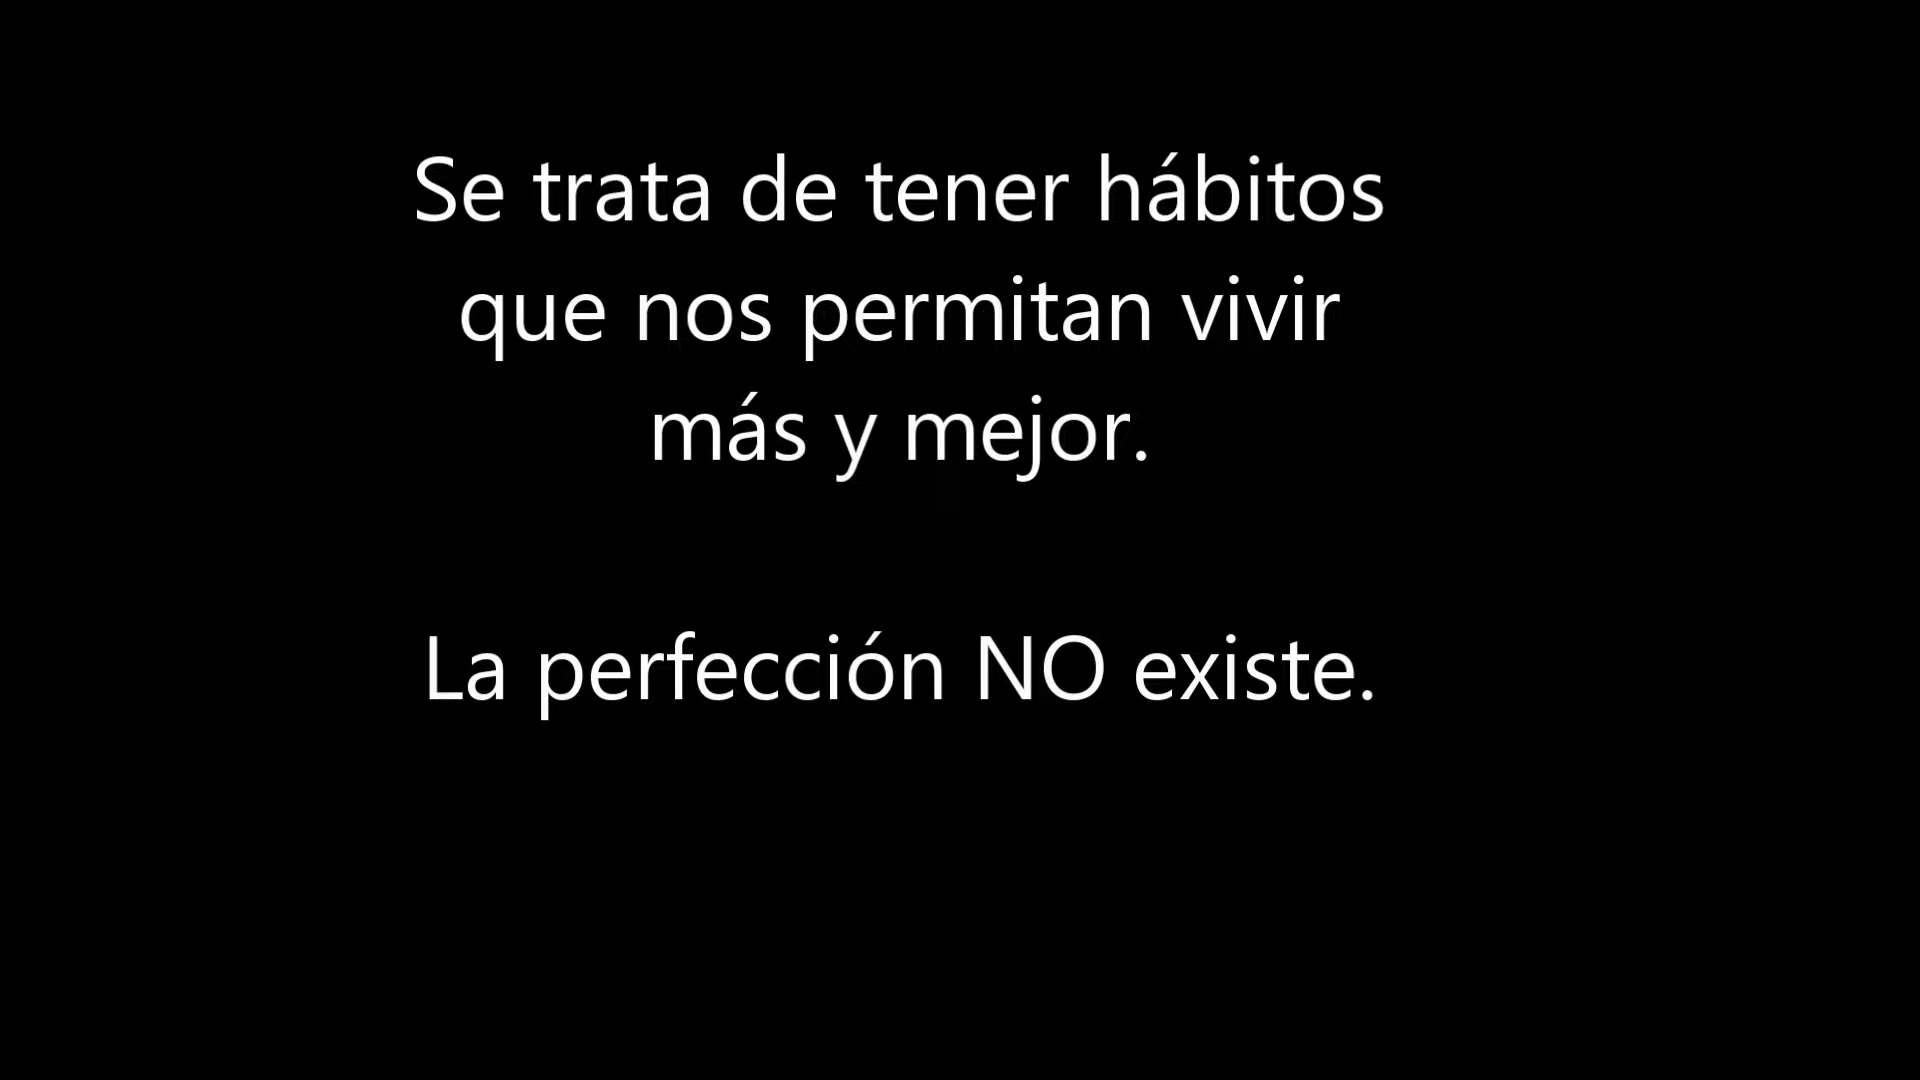 Se trata de tener hábitos
que nos permitan vivir
más y mejor.
La perfección NO existe.